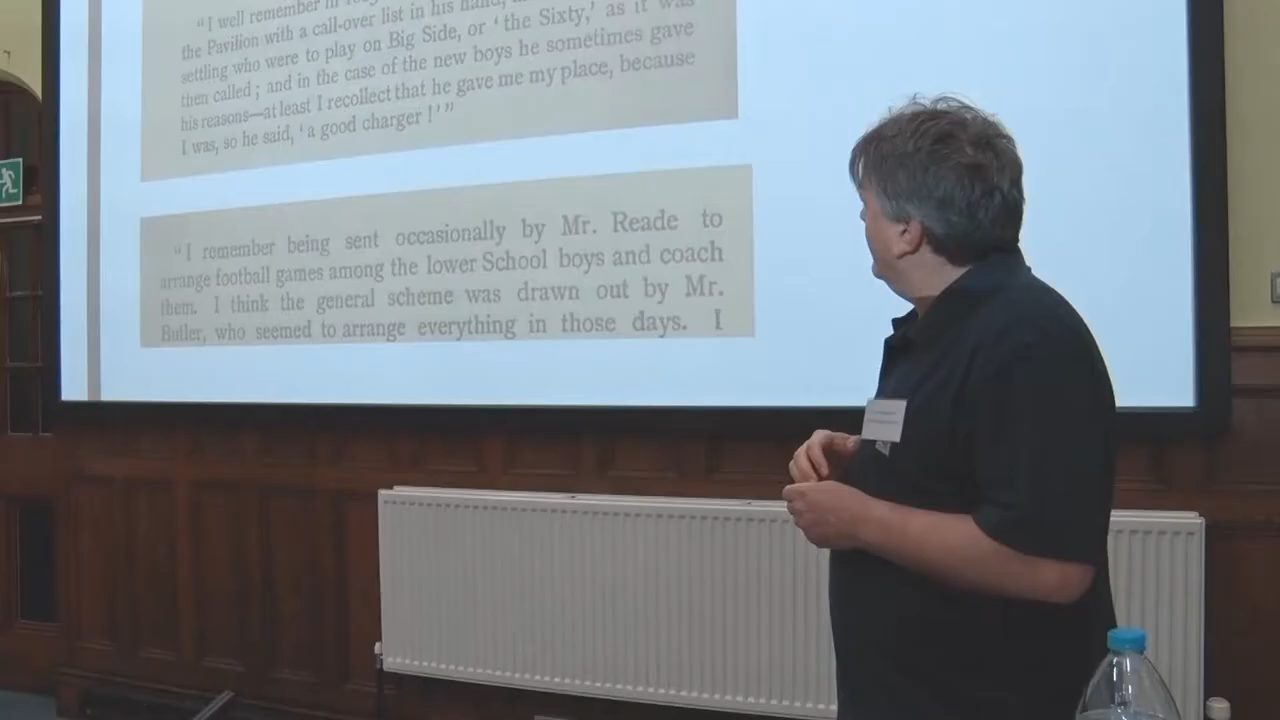 "I well remember in
the Pavilion with a call-over list in his hand,
settling who were to play on Big Side, or 'the Sixty,' as it was
then called; and in the case of the new boys he sometimes gave
his reasons—at least I recollect that he gave me my place, because
I was, so he said, 'a good charger!'"
"I remember being sent occasionally by Mr. Reade to
arrange football games among the lower School boys and coach
them. I think the general scheme was drawn out by Mr.
Butler, who seemed to arrange everything in those days. I